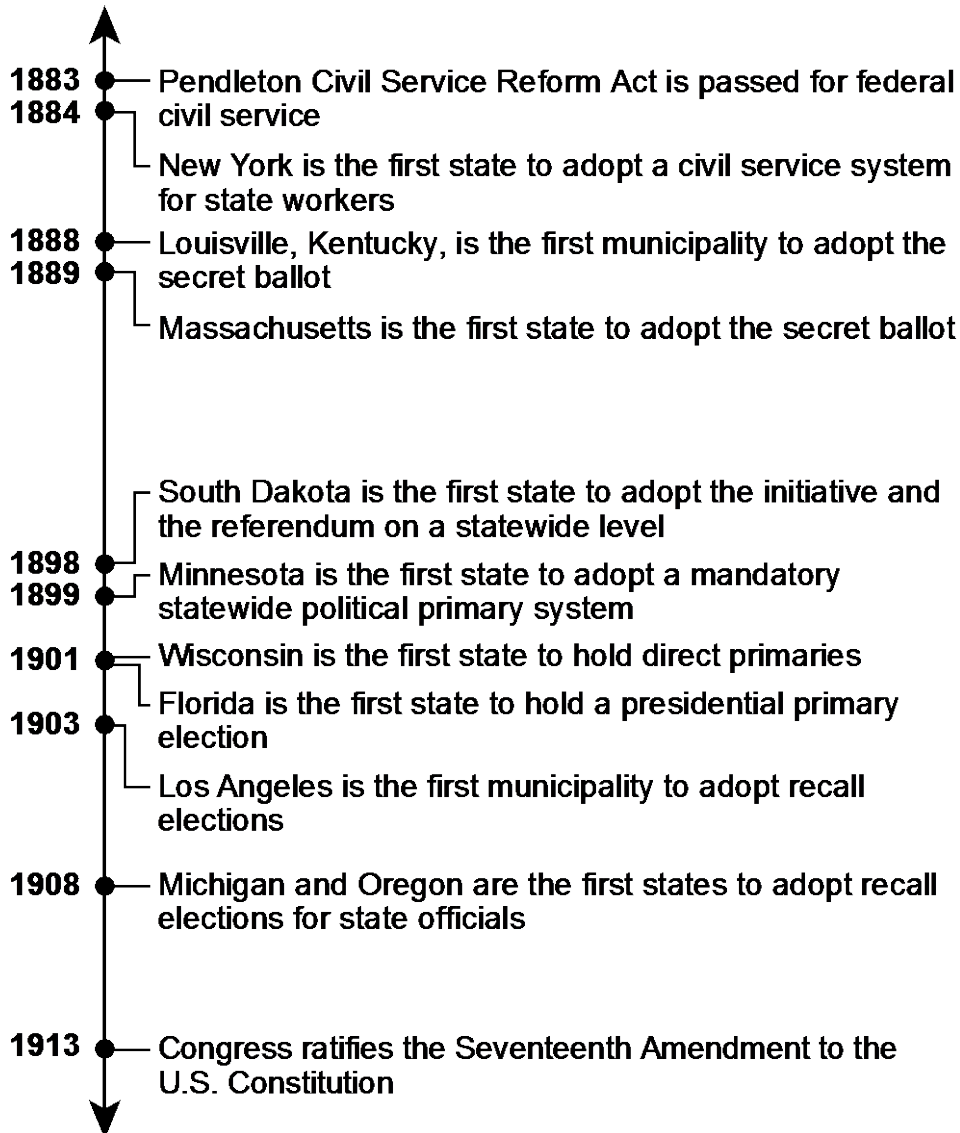 1883
Pendleton Civil Service Reform Act is passed for federal
civil service
1884
New York is the first state to adopt a civil service system
for state workers
1888
Louisville, Kentucky, is the first municipality to adopt the
secret ballot
1889
Massachusetts is the first state to adopt the secret ballot
1898
South Dakota is the first state to adopt the initiative and
the referendum on a statewide level
1899
Minnesota is the first state to adopt a mandatory
statewide political primary system
1901
Wisconsin is the first state to hold direct primaries
Florida is the first state to hold a presidential primary
election
1903
Los Angeles is the first municipality to adopt recall
elections
1908
Michigan and Oregon are the first states to adopt recall
elections for state officials
1913
Congress ratifies the Seventeenth Amendment to the
U.S. Constitution